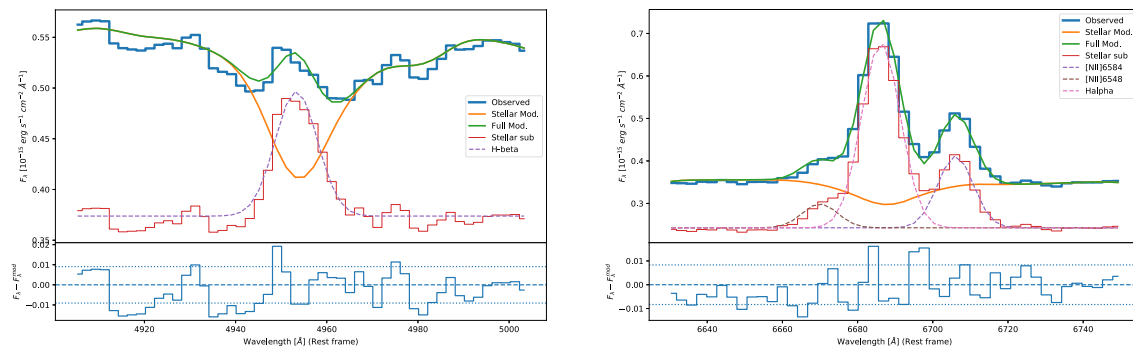 0.55
0.50
0.45
0.40
0.35
F_λ [10⁻¹⁵ erg s⁻¹ cm⁻² Å⁻¹]
Observed
Stellar Mod.
Full Mod.
Stellar sub
H-beta
0.01
0.00
−0.01
F_λ − F_λ^mod
4920
4940
4960
4980
5000
Wavelength [Å] (Rest frame)
0.7
0.6
0.5
0.4
0.3
F_λ [10⁻¹⁵ erg s⁻¹ cm⁻² Å⁻¹]
Observed
Stellar Mod.
Full Mod.
Stellar sub
[NII]6584
[NII]6548
Halpha
0.01
0.00
−0.01
F_λ − F_λ^mod
6640
6660
6680
6700
6720
6740
Wavelength [Å] (Rest frame)